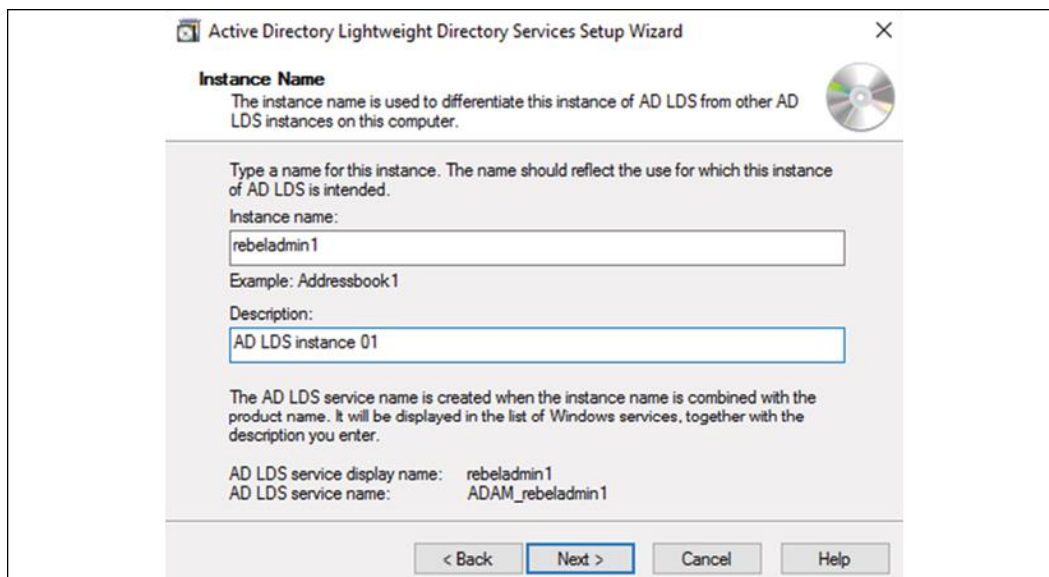 Active Directory Lightweight Directory Services Setup Wizard
Instance Name
The instance name is used to differentiate this instance of AD LDS from other AD
LDS instances on this computer.
Type a name for this instance. The name should reflect the use for which this instance
of AD LDS is intended.
Instance name:
rebeladmin1
Example: Addressbook1
Description:
AD LDS instance 01
The AD LDS service name is created when the instance name is combined with the
product name. It will be displayed in the list of Windows services, together with the
description you enter.
AD LDS service display name: rebeladmin1
AD LDS service name: ADAM_rebeladmin1
< Back Next > Cancel Help